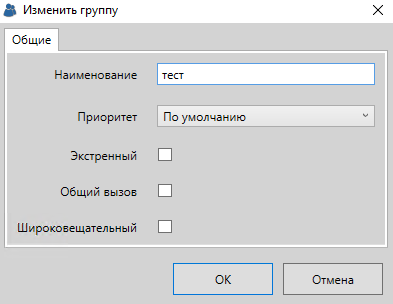 Изменить группу
Общие
Наименование тест
Приоритет По умолчанию
Экстренный
Общий вызов
Широковещательный
OK Отмена